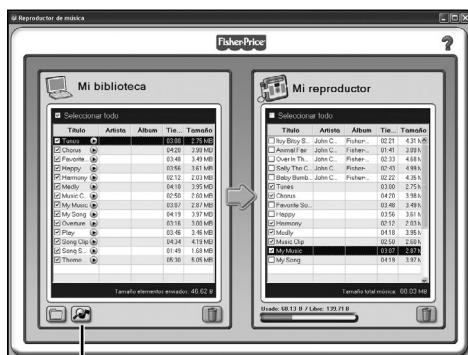 Reproductor de música
Fisher-Price
?
Mi biblioteca
Seleccionar todo
Título Artista Álbum Tie... Tamaño
Tunes 03:00 2.75 MB
Chorus 04:20 3.98 MB
Favorite... 03:48 3.49 MB
Happy 03:56 3.61 MB
Harmony 02:12 2.03 MB
Medly 04:18 3.95 MB
Music C... 02:50 2.60 MB
My Music 03:07 2.87 MB
My Song 04:19 3.97 MB
Overture 03:16 3.00 MB
Play 03:46 3.46 MB
Song Clip 04:34 4.19 MB
Song S... 01:49 1.68 MB
Theme 05:30 5.05 MB
Tamaño elementos enviados: 46.62 B
Mi reproductor
Seleccionar todo
Título Artista Álbum Tie... Tamaño
Itsy Bitsy S... John C... Fisher-... 02:21 4.31 M
Animal Fair John C... Fisher-... 01:41
Over In Th... John C... Fisher-... 02:33 4.68 M
Sally The C... John C... Fisher-... 02:43 4.99 M
Baby Bumb... John C... Fisher-... 02:22 4.35 M
Tunes 03:00 2.75 M
Chorus 04:20 3.98 M
Favorite So... 03:48 3.49 M
Happy 03:56 3.61 M
Harmony 02:12 2.03 M
Medly 04:18 3.95 M
Music Clip 02:50 2.60 M
My Music 03:07 2.87 M
My Song 04:19 3.97 M
Tamaño total música: 60.03 MB
Usado: 60.13 B / Libre: 139.71 B